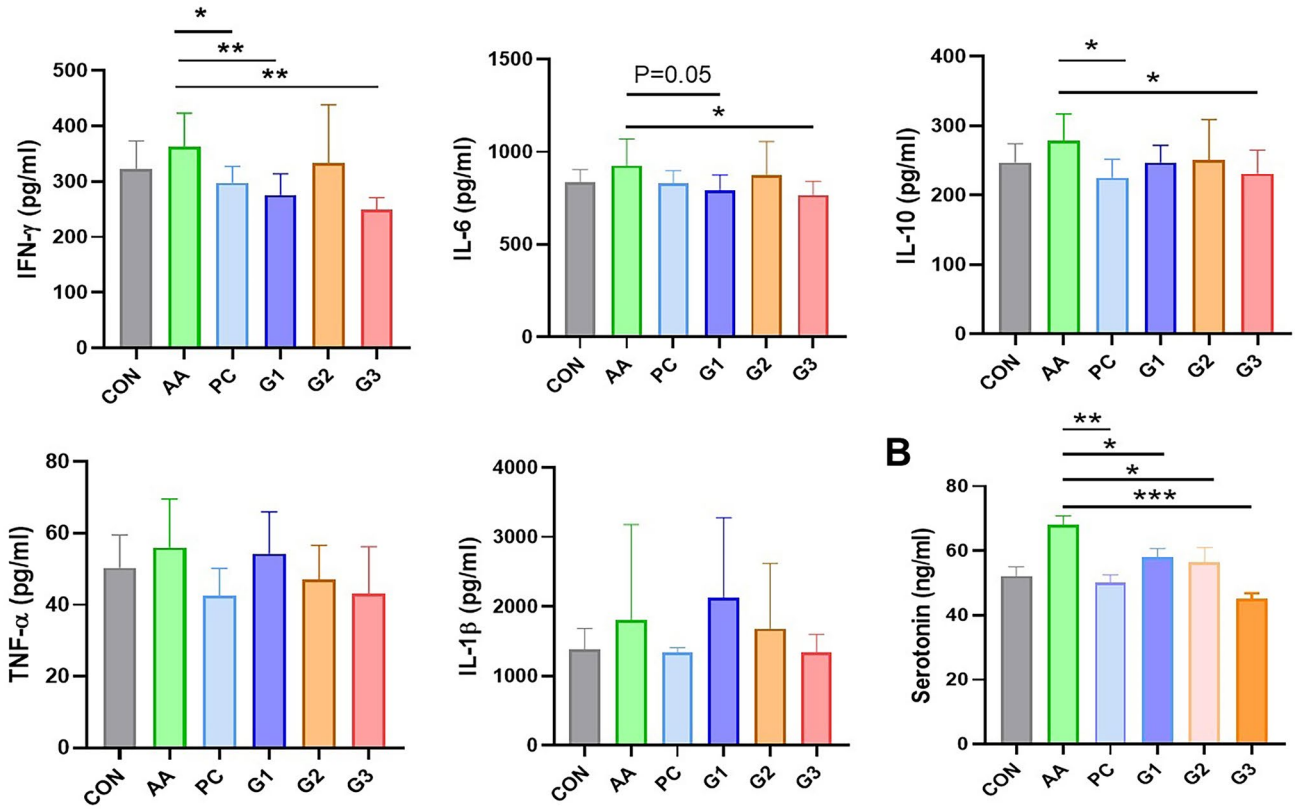 *
**
**
500
400
300
200
100
0
IFN-γ (pg/ml)
CON
AA
PC
G1
G2
G3
P=0.05
*
1500
1000
500
0
IL-6 (pg/ml)
CON
AA
PC
G1
G2
G3
*
*
400
300
200
100
0
IL-10 (pg/ml)
CON
AA
PC
G1
G2
G3
80
60
40
20
0
TNF-α (pg/ml)
CON
AA
PC
G1
G2
G3
4000
3000
2000
1000
0
IL-1β (pg/ml)
CON
AA
PC
G1
G2
G3
B
**
*
*
***
80
60
40
20
0
Serotonin (ng/ml)
CON
AA
PC
G1
G2
G3